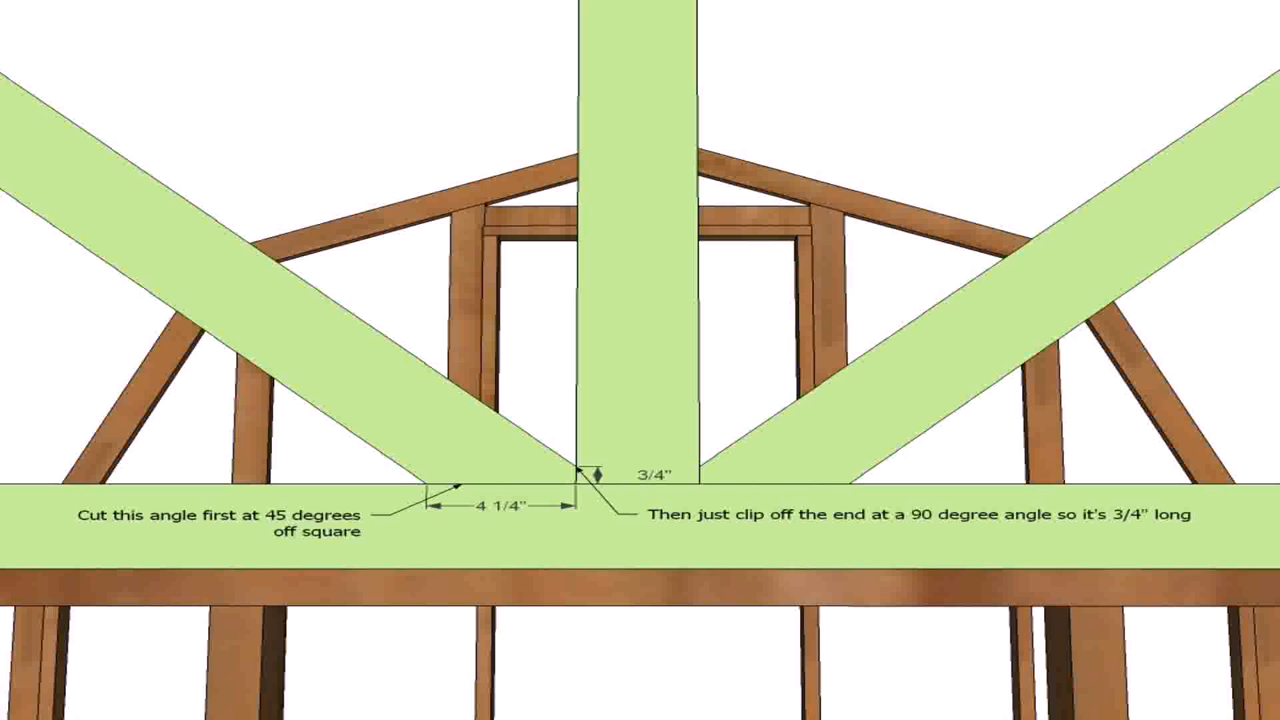 3/4"
4 1/4"
Cut this angle first at 45 degrees
off square
Then just clip off the end at a 90 degree angle so it's 3/4" long